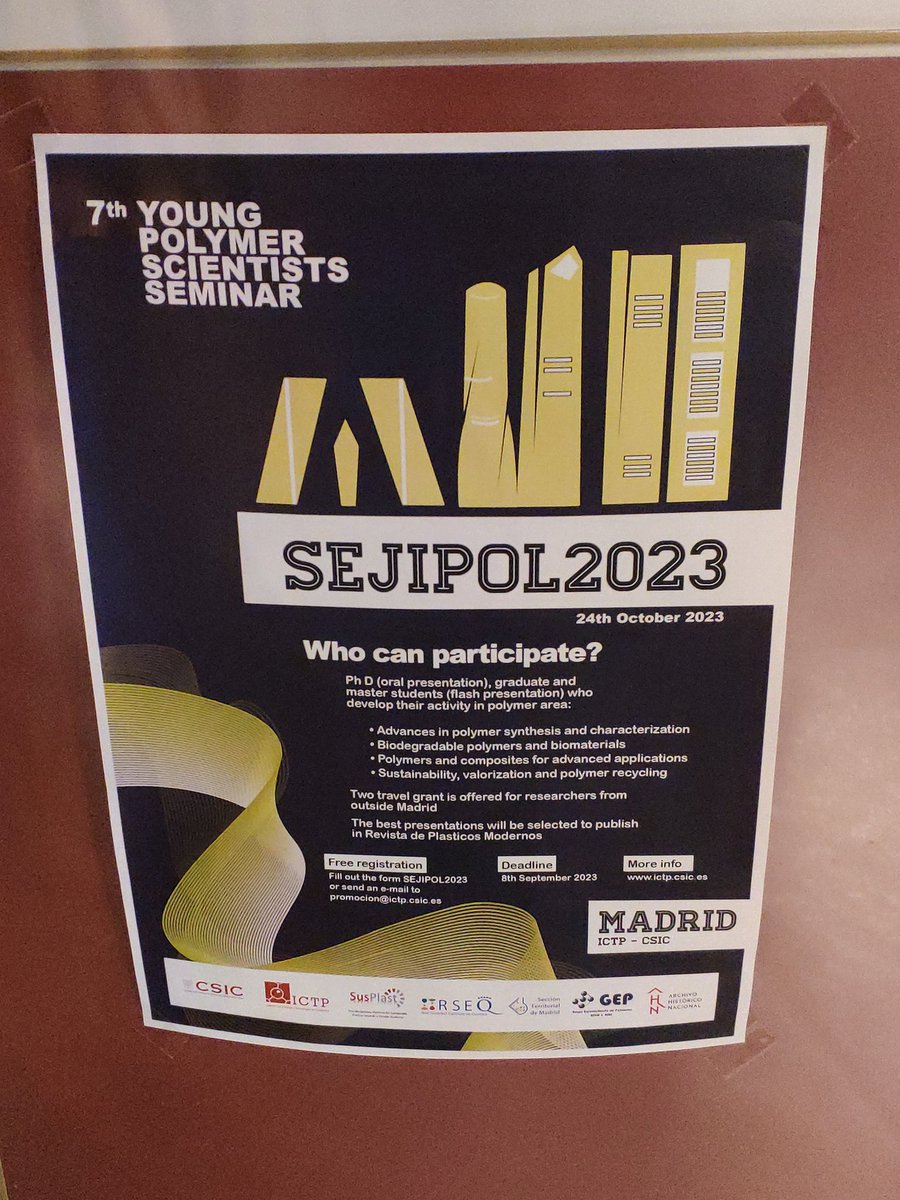 7th YOUNG
POLYMER
SCIENTISTS
SEMINAR
SEJIPOL2023
24th October 2023
Who can participate?
Ph D (oral presentation), graduate and
master students (flash presentation) who
develop their activity in polymer area:
• Advances in polymer synthesis and characterization
• Biodegradable polymers and biomaterials
• Polymers and composites for advanced applications
• Sustainability, valorization and polymer recycling
Two travel grant is offered for researchers from
outside Madrid
The best presentations will be selected to publish
in Revista de Plasticos Modernos
Free registration
Fill out the form SEJIPOL2023
or send an e-mail to
promocion@ictp.csic.es
Deadline
8th September 2023
More info
www.ictp.csic.es
MADRID
ICTP - CSIC
CSIC
ICTP
SusPlast
RSEQ
Sección
Territorial
de Madrid
GEP
ARCHIVO
HISTÓRICO
NACIONAL